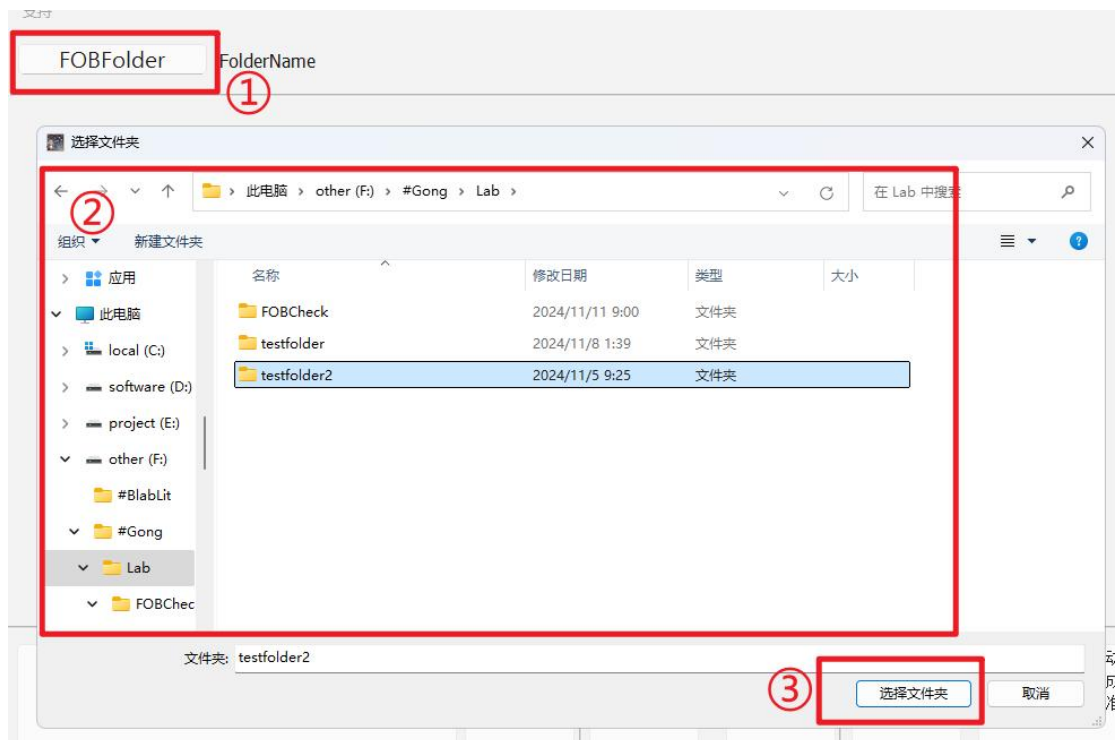 支持
FOBFolder FolderName
①
选择文件夹
②
此电脑 › other (F:) › #Gong › Lab › 在 Lab 中搜索
组织 新建文件夹
名称 修改日期 类型 大小
应用
此电脑
local (C:)
software (D:)
project (E:)
other (F:)
#BlabLit
#Gong
Lab
FOBChec
FOBCheck 2024/11/11 9:00 文件夹
testfolder 2024/11/8 1:39 文件夹
testfolder2 2024/11/5 9:25 文件夹
文件夹: testfolder2
③
选择文件夹 取消